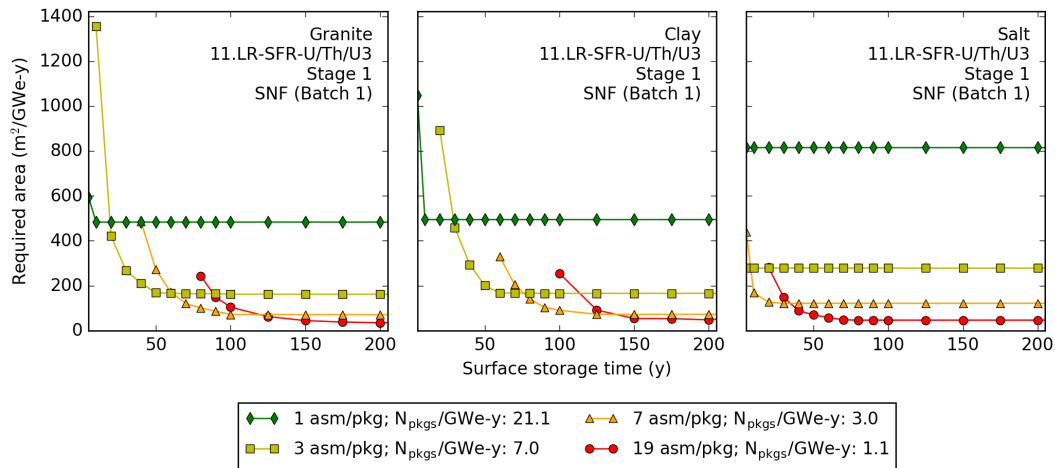 Required area (m²/GWe-y)
1400
1200
1000
800
600
400
200
0
Granite
11.LR-SFR-U/Th/U3
Stage 1
SNF (Batch 1)
Clay
11.LR-SFR-U/Th/U3
Stage 1
SNF (Batch 1)
Salt
11.LR-SFR-U/Th/U3
Stage 1
SNF (Batch 1)
50 100 150 200
50 100 150 200
50 100 150 200
Surface storage time (y)
1 asm/pkg; Npkgs/GWe-y: 21.1
3 asm/pkg; Npkgs/GWe-y: 7.0
7 asm/pkg; Npkgs/GWe-y: 3.0
19 asm/pkg; Npkgs/GWe-y: 1.1